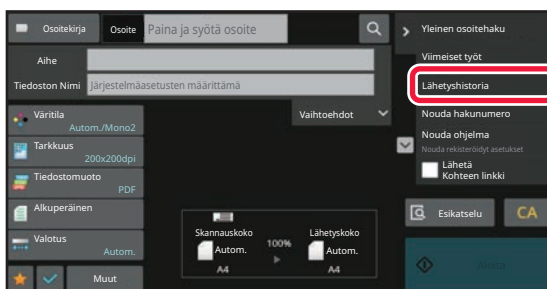 Osoitekirja
Osoite
Paina ja syötä osoite
Yleinen osoitehaku
Aihe
Viimeiset työt
Tiedoston Nimi
Järjestelmäasetusten määrittämä
Lähetyshistoria
Väritila
Autom./Mono2
Vaihtoehdot
Nouda hakunumero
Tarkkuus
200x200dpi
Nouda ohjelma
Nouda rekisteröidyt asetukset
Lähetä
Kohteen linkki
Tiedostomuoto
PDF
Alkuperäinen
Esikatselu
CA
Skannauskoko
Lähetyskoko
Autom.
100%
Autom.
A4
A4
Valotus
Autom.
Muut